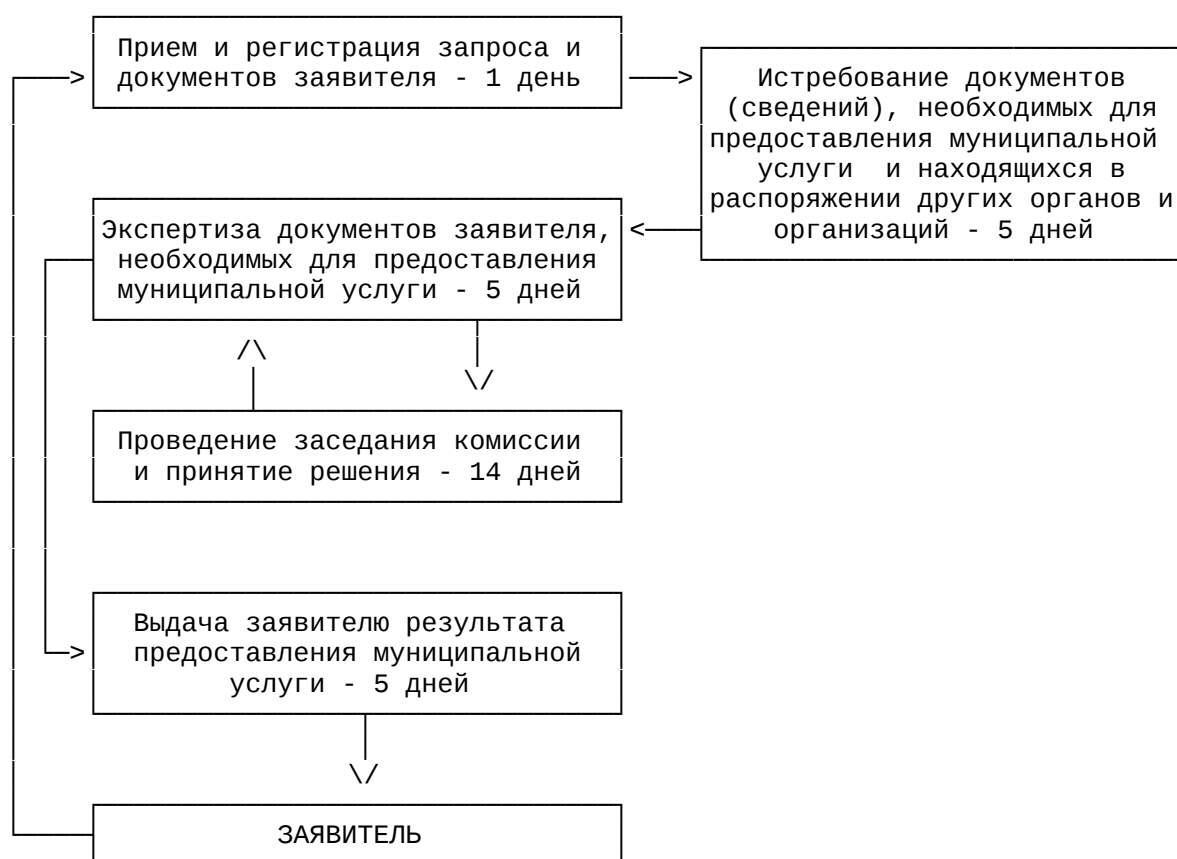 Прием и регистрация запроса и
документов заявителя - 1 день
Истребование документов
(сведений), необходимых для
предоставления муниципальной
услуги и находящихся в
распоряжении других органов и
организаций - 5 дней
Экспертиза документов заявителя,
необходимых для предоставления
муниципальной услуги - 5 дней
Проведение заседания комиссии
и принятие решения - 14 дней
Выдача заявителю результата
предоставления муниципальной
услуги - 5 дней
ЗАЯВИТЕЛЬ